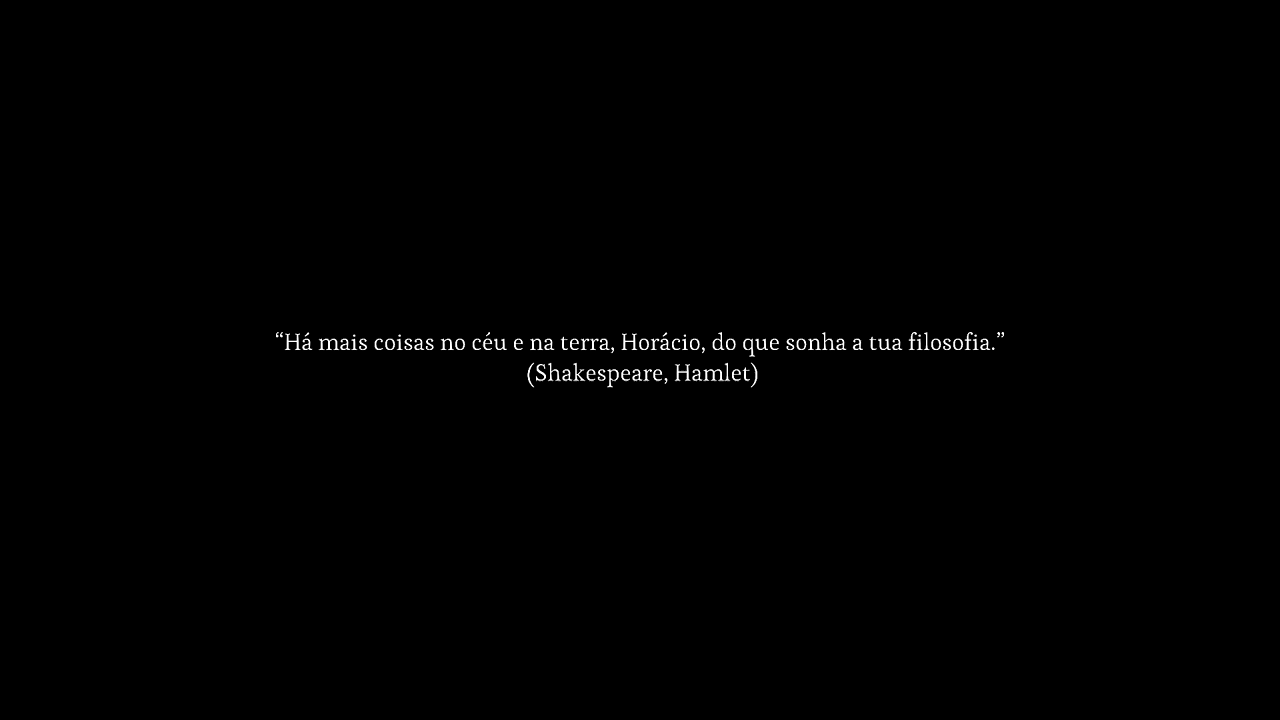 “Há mais coisas no céu e na terra, Horácio, do que sonha a tua filosofia.”
(Shakespeare, Hamlet)